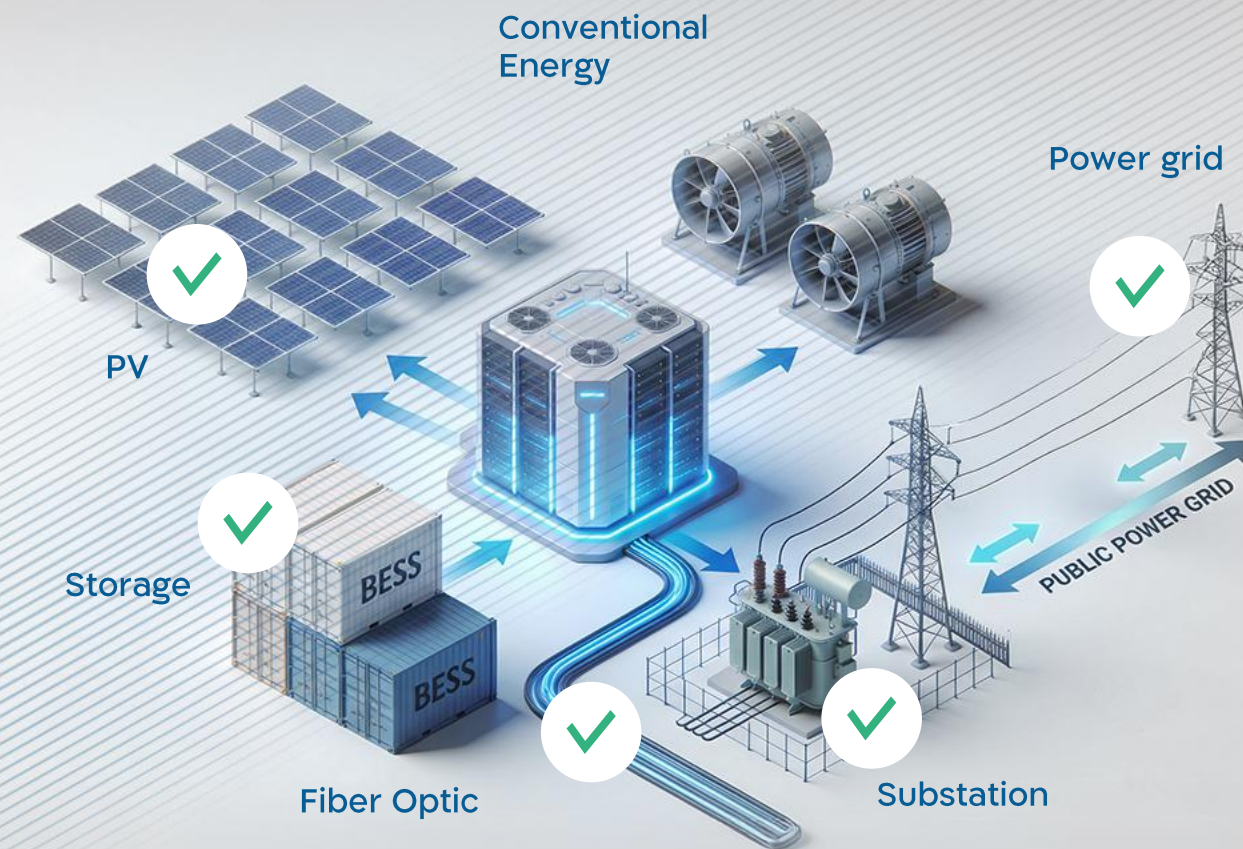 Conventional
Energy
Power grid
PV
BESS
PUBLIC POWER GRID
Storage
BESS
Fiber Optic
Substation